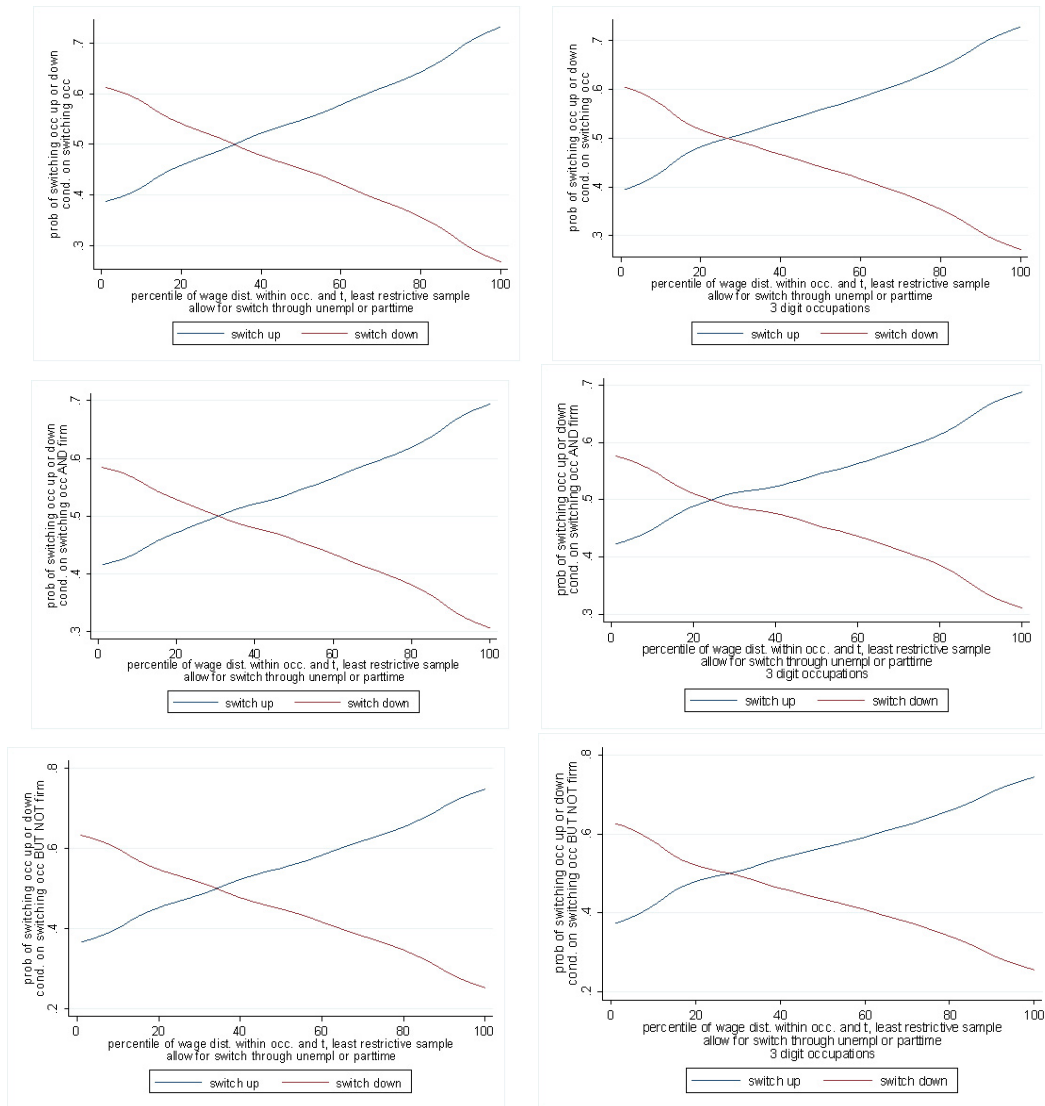 prob of switching occ up or down
cond. on switching occ
.7
.6
.5
.4
.3
0 20 40 60 80 100
percentile of wage dist. within occ. and t, least restrictive sample
allow for switch through unempl or parttime
switch up switch down
prob of switching occ up or down
cond. on switching occ
.7
.6
.5
.4
.3
0 20 40 60 80 100
percentile of wage dist. within occ. and t, least restrictive sample
allow for switch through unempl or parttime
3 digit occupations
switch up switch down
prob of switching occ up or down
cond. on switching occ AND firm
.7
.6
.5
.4
.3
0 20 40 60 80 100
percentile of wage dist. within occ. and t, least restrictive sample
allow for switch through unempl or parttime
switch up switch down
prob of switching occ up or down
cond. on switching occ AND firm
.7
.6
.5
.4
.3
0 20 40 60 80 100
percentile of wage dist. within occ. and t, least restrictive sample
allow for switch through unempl or parttime
3 digit occupations
switch up switch down
prob of switching occ up or down
cond. on switching occ BUT NOT firm
.8
.6
.4
.2
0 20 40 60 80 100
percentile of wage dist. within occ. and t, least restrictive sample
allow for switch through unempl or parttime
switch up switch down
prob of switching occ up or down
cond. on switching occ BUT NOT firm
.8
.6
.4
.2
0 20 40 60 80 100
percentile of wage dist. within occ. and t, least restrictive sample
allow for switch through unempl or parttime
3 digit occupations
switch up switch down